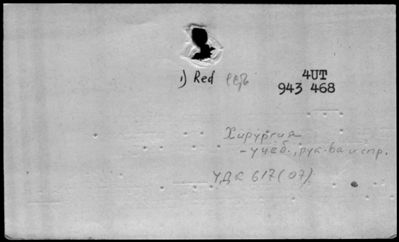 1) Red
4UT
943 468
Хирургия
- учеб., рук-ва и спр.
УДК 617(07)